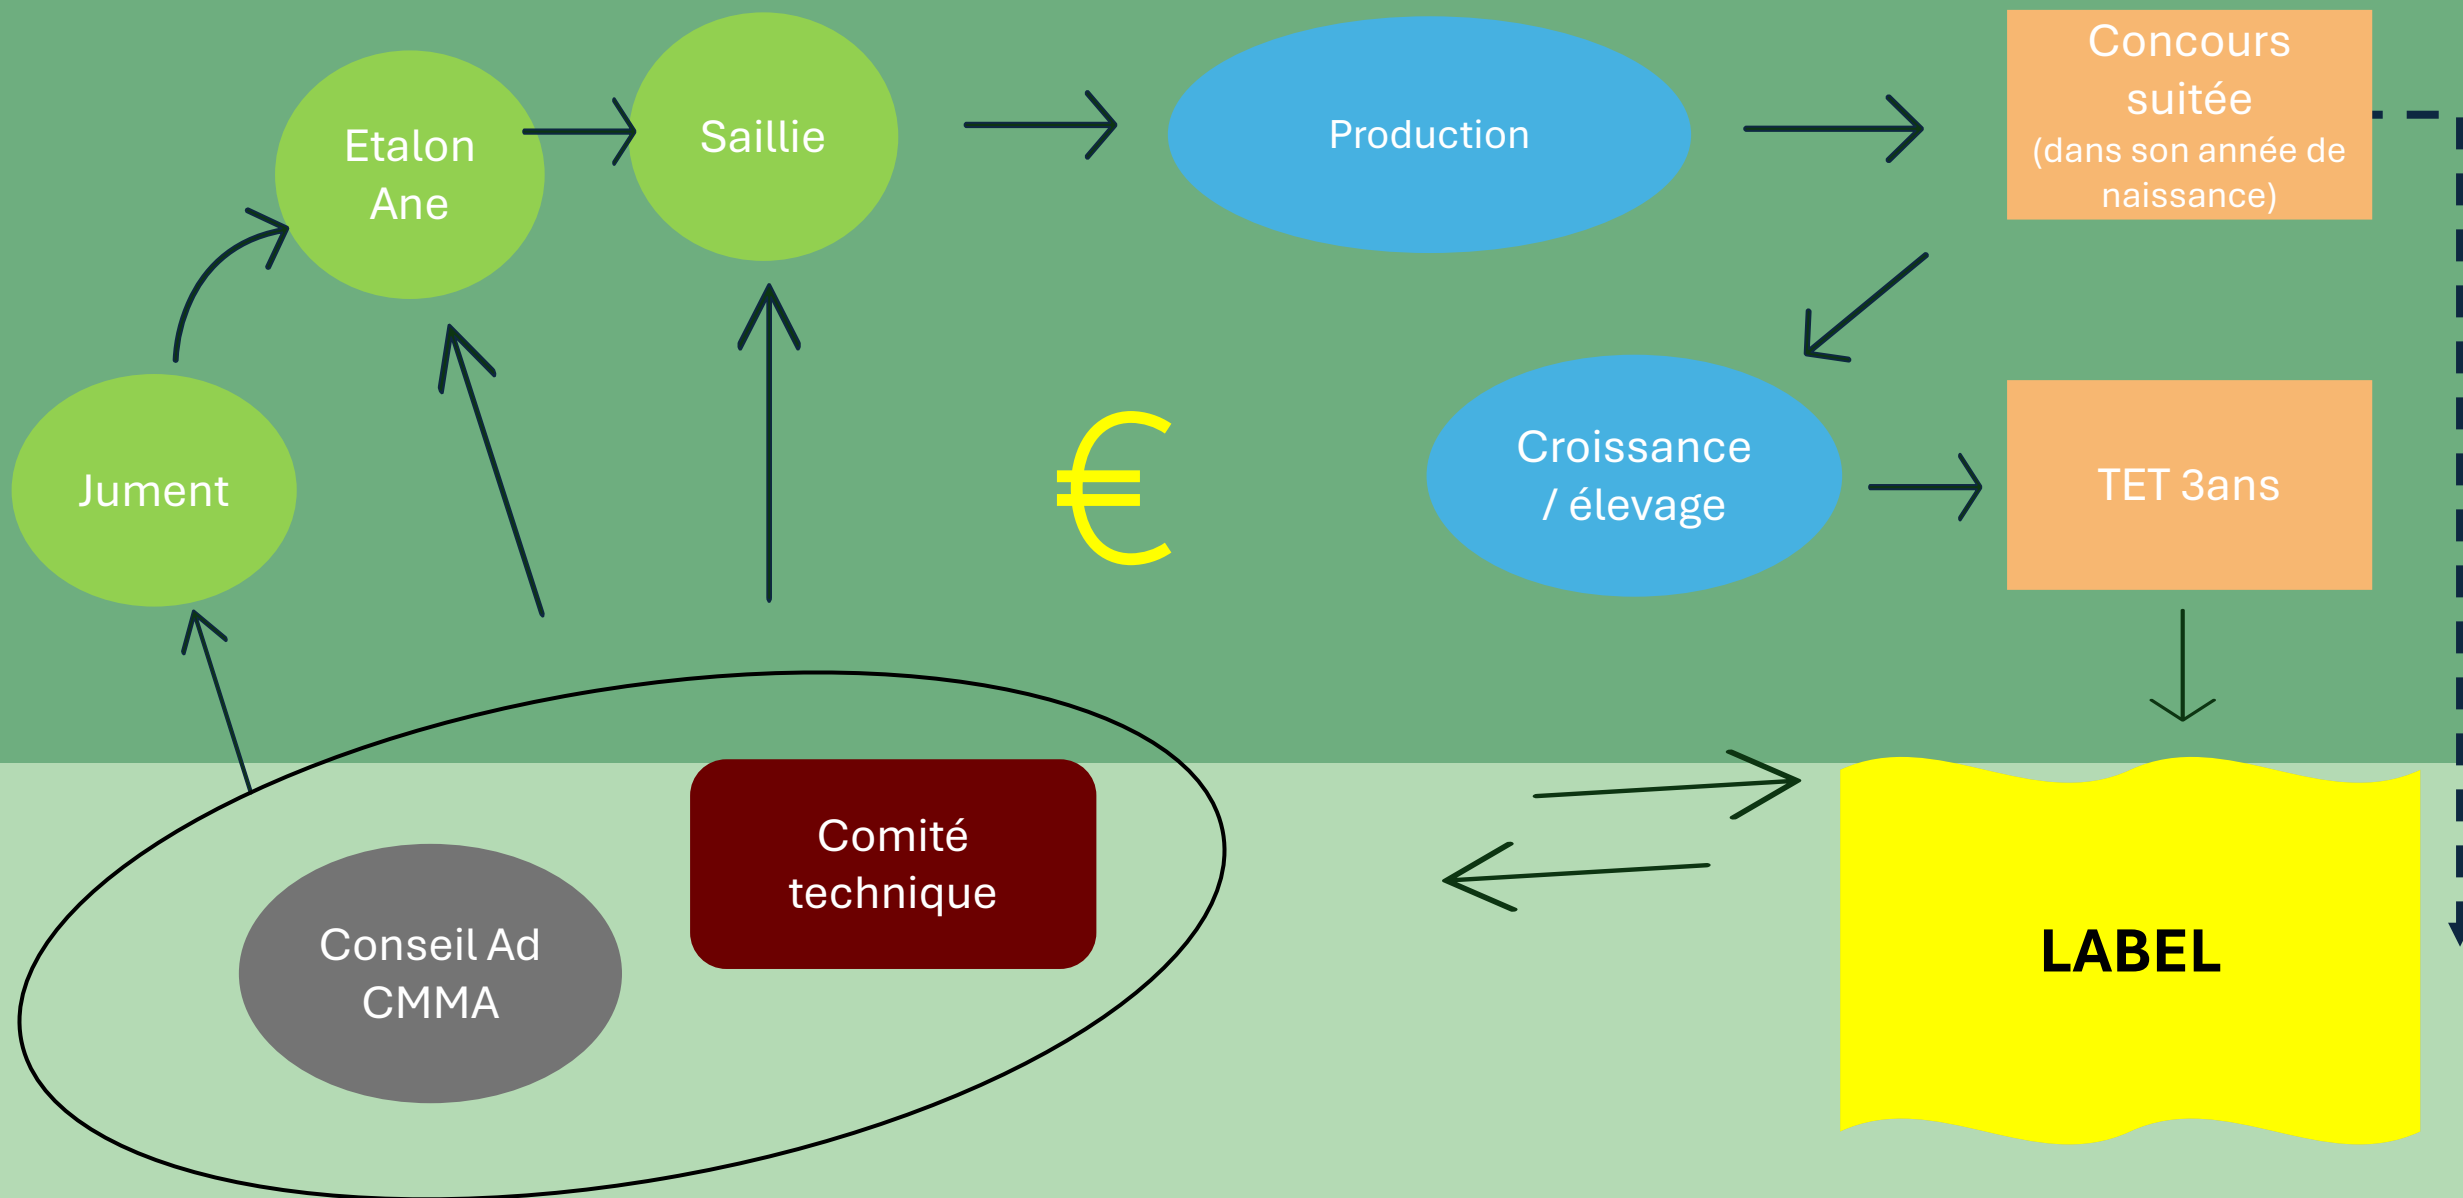 Etalon
Ane
Saillie
Production
Concours
suitée
(dans son année de
naissance)
Jument
€
Croissance
/ élevage
TET 3ans
Comité
technique
Conseil Ad
CMMA
LABEL